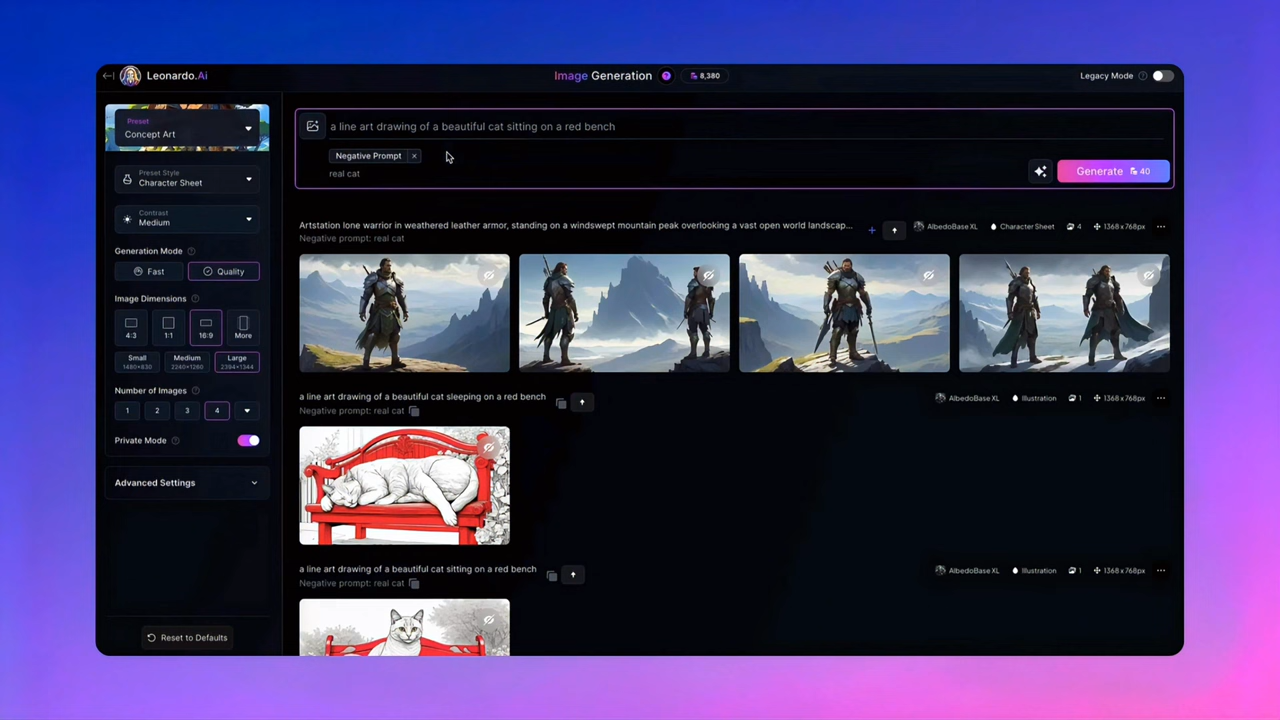 Leonardo.Ai
Image Generation ? 8,380
Legacy Mode ?
Preset
Concept Art
Preset Style
Character Sheet
Contrast
Medium
Generation Mode ?
Fast Quality
Image Dimensions ?
4:3 1:1 16:9 More
Small Medium Large
1480×830 2240×1260 2394×1344
Number of Images ?
1 2 3 4
Private Mode ?
Advanced Settings
Reset to Defaults
a line art drawing of a beautiful cat sitting on a red bench
Negative Prompt ×
real cat
Generate 40
Artstation lone warrior in weathered leather armor, standing on a windswept mountain peak overlooking a vast open world landscap...
Negative prompt: real cat
AlbedoBase XL Character Sheet 4 1368 x 768px
a line art drawing of a beautiful cat sleeping on a red bench
Negative prompt: real cat
AlbedoBase XL Illustration 1 1368 x 768px
a line art drawing of a beautiful cat sitting on a red bench
Negative prompt: real cat
AlbedoBase XL Illustration 1 1368 x 768px